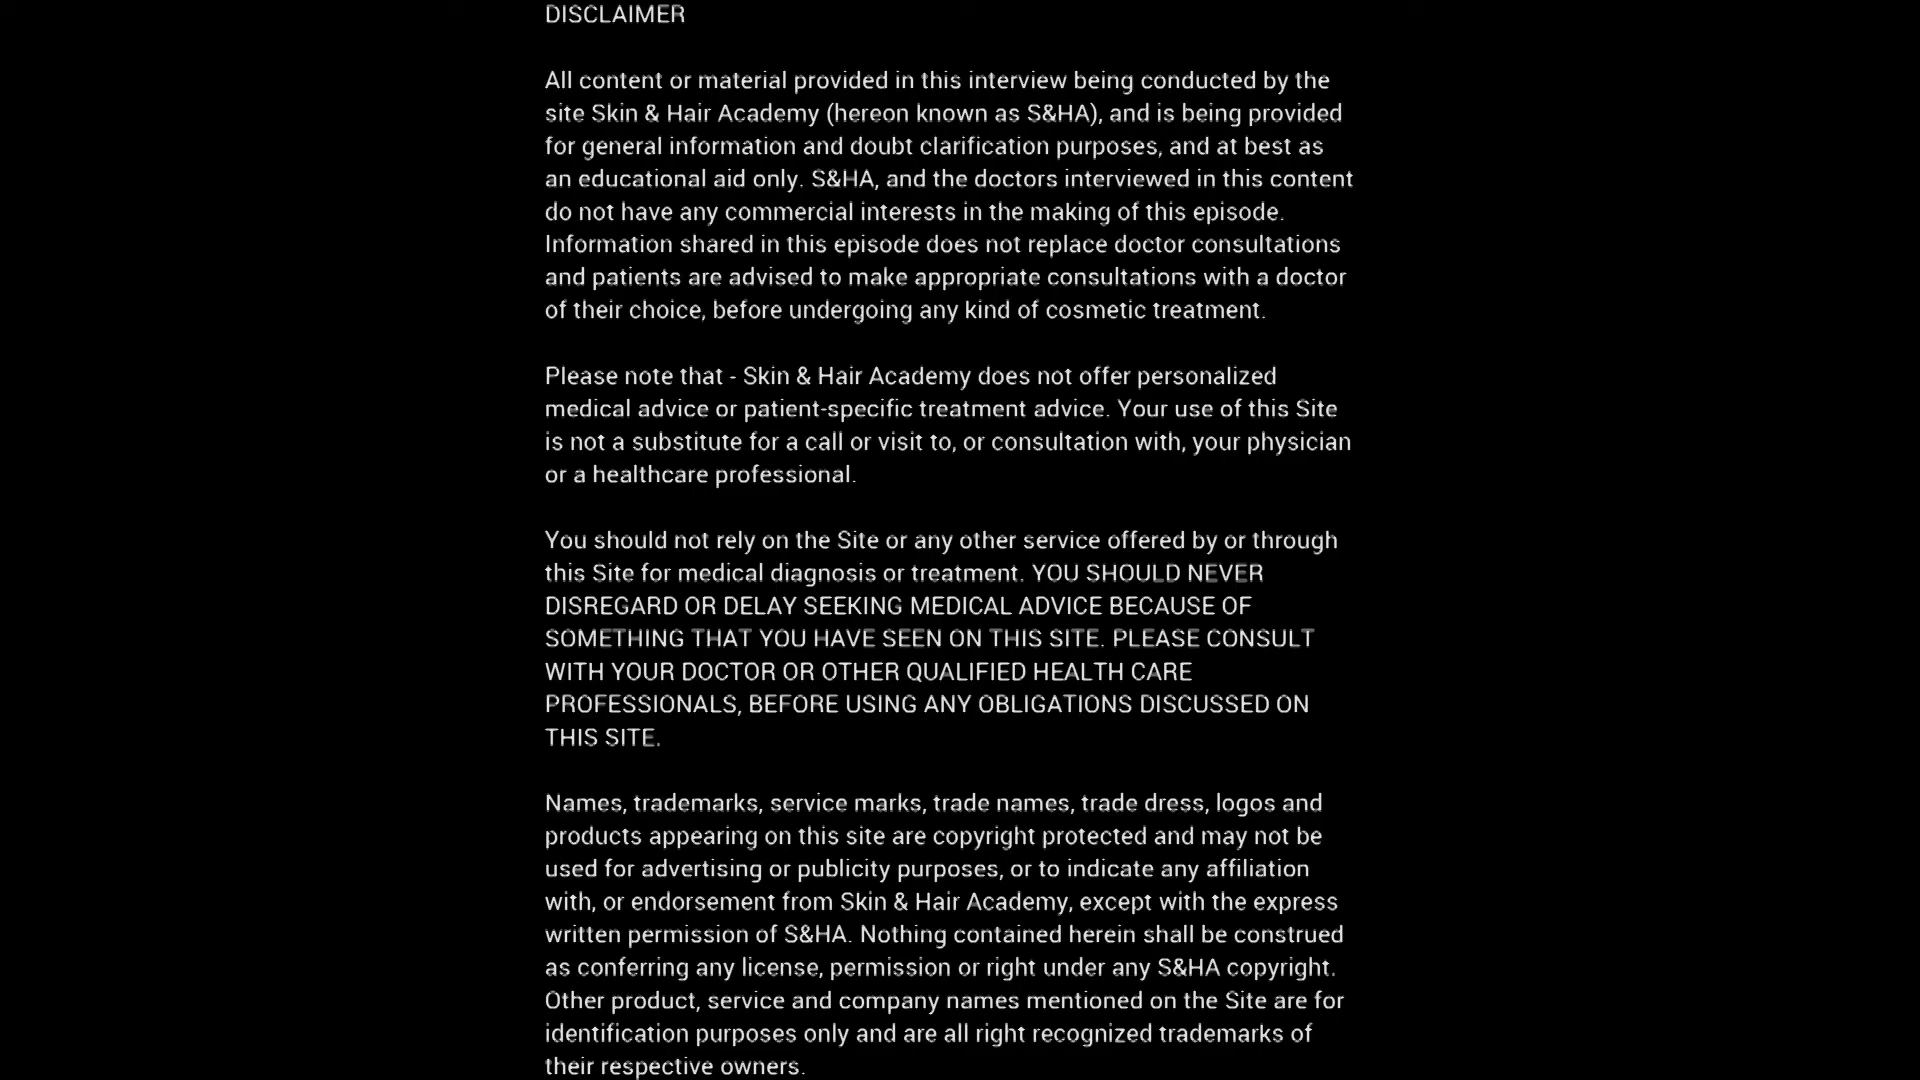 DISCLAIMER
All content or material provided in this interview being conducted by the
site Skin & Hair Academy (hereon known as S&HA), and is being provided
for general information and doubt clarification purposes, and at best as
an educational aid only. S&HA, and the doctors interviewed in this content
do not have any commercial interests in the making of this episode.
Information shared in this episode does not replace doctor consultations
and patients are advised to make appropriate consultations with a doctor
of their choice, before undergoing any kind of cosmetic treatment.
Please note that - Skin & Hair Academy does not offer personalized
medical advice or patient-specific treatment advice. Your use of this Site
is not a substitute for a call or visit to, or consultation with, your physician
or a healthcare professional.
You should not rely on the Site or any other service offered by or through
this Site for medical diagnosis or treatment. YOU SHOULD NEVER
DISREGARD OR DELAY SEEKING MEDICAL ADVICE BECAUSE OF
SOMETHING THAT YOU HAVE SEEN ON THIS SITE. PLEASE CONSULT
WITH YOUR DOCTOR OR OTHER QUALIFIED HEALTH CARE
PROFESSIONALS, BEFORE USING ANY OBLIGATIONS DISCUSSED ON
THIS SITE.
Names, trademarks, service marks, trade names, trade dress, logos and
products appearing on this site are copyright protected and may not be
used for advertising or publicity purposes, or to indicate any affiliation
with, or endorsement from Skin & Hair Academy, except with the express
written permission of S&HA. Nothing contained herein shall be construed
as conferring any license, permission or right under any S&HA copyright.
Other product, service and company names mentioned on the Site are for
identification purposes only and are all right recognized trademarks of
their respective owners.